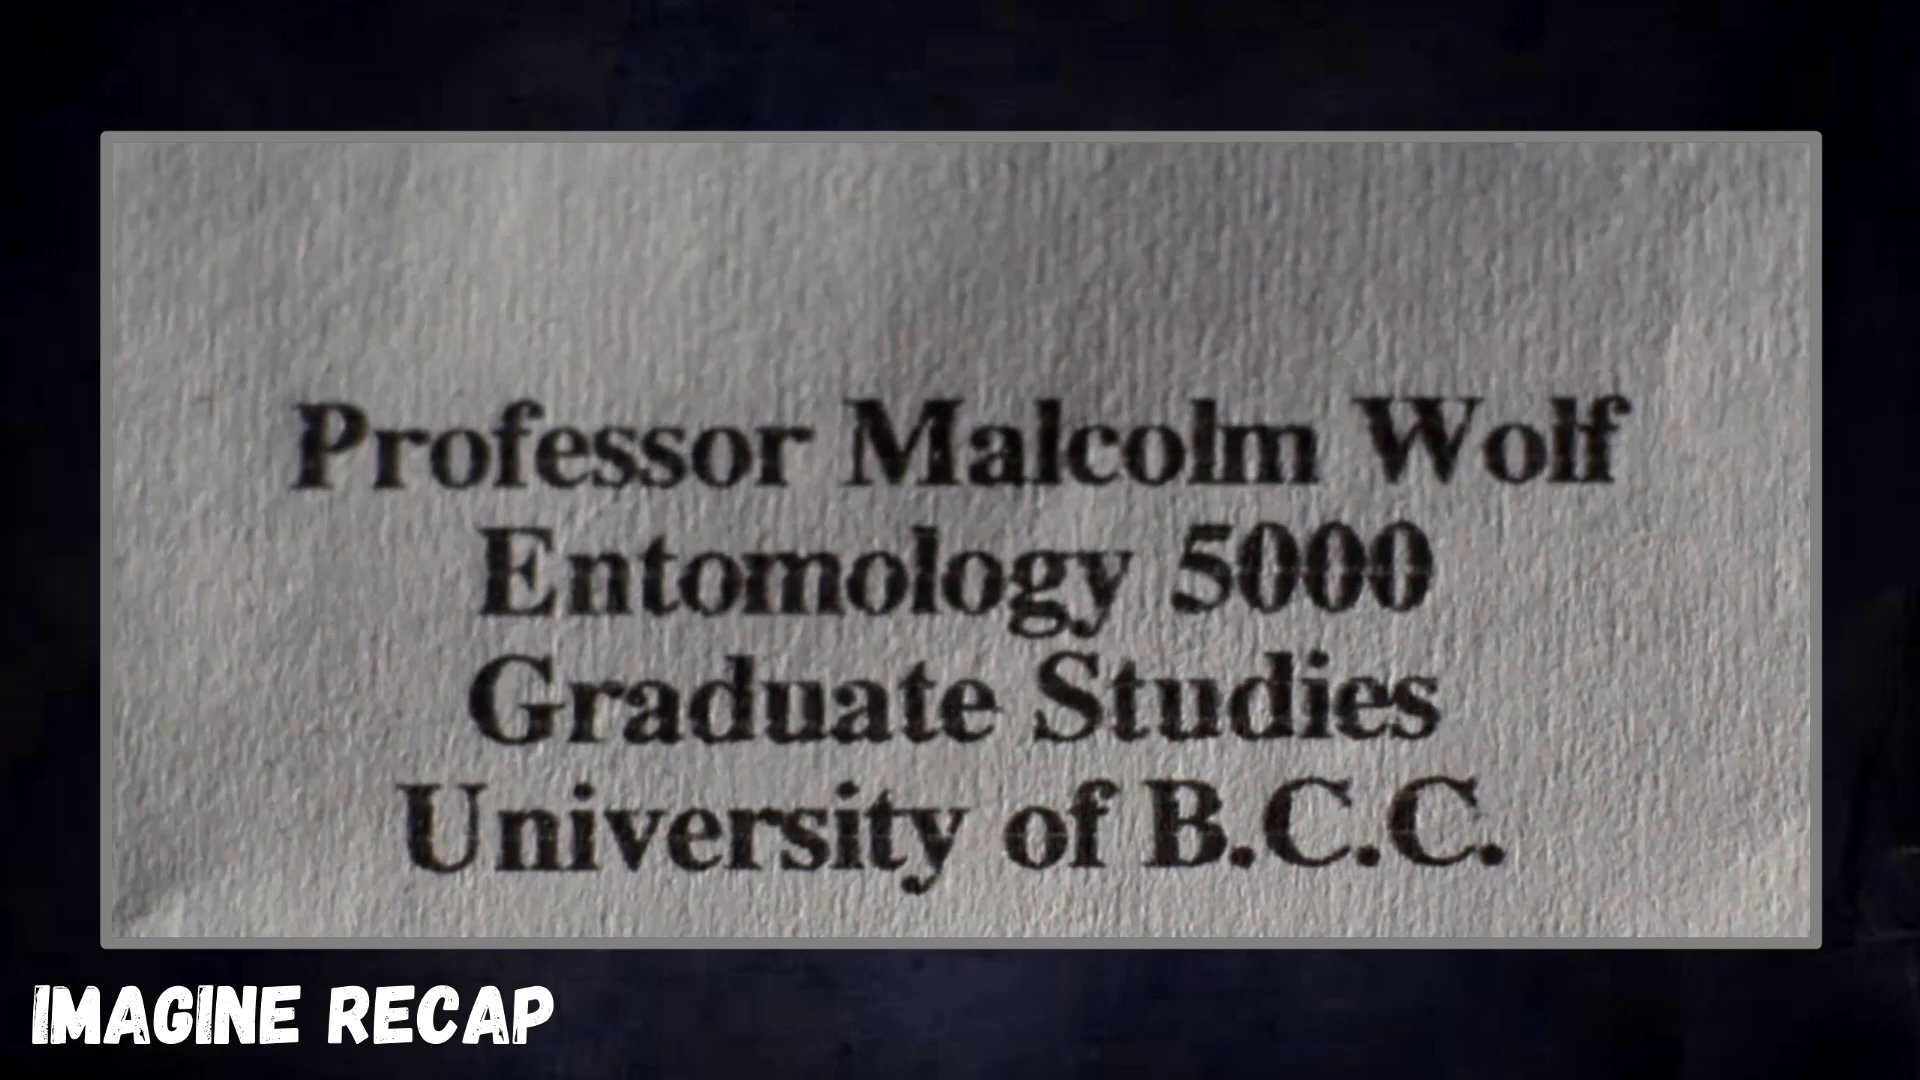 Professor Malcolm Wolf
Entomology 5000
Graduate Studies
University of B.C.C.
IMAGINE RECAP